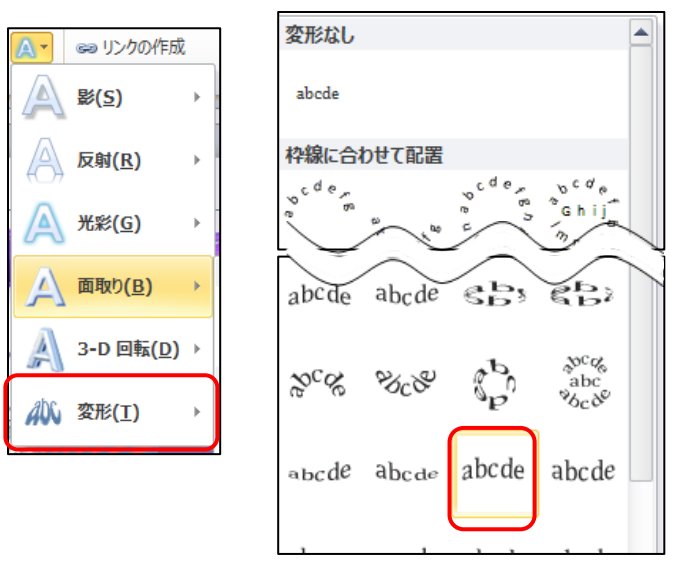 リンクの作成
影(S)
反射(R)
光彩(G)
面取り(B)
3-D 回転(D)
変形(T)
変形なし
abcde
枠線に合わせて配置
abcde abcde
abcde abcde
abcde abcde abcde abcde